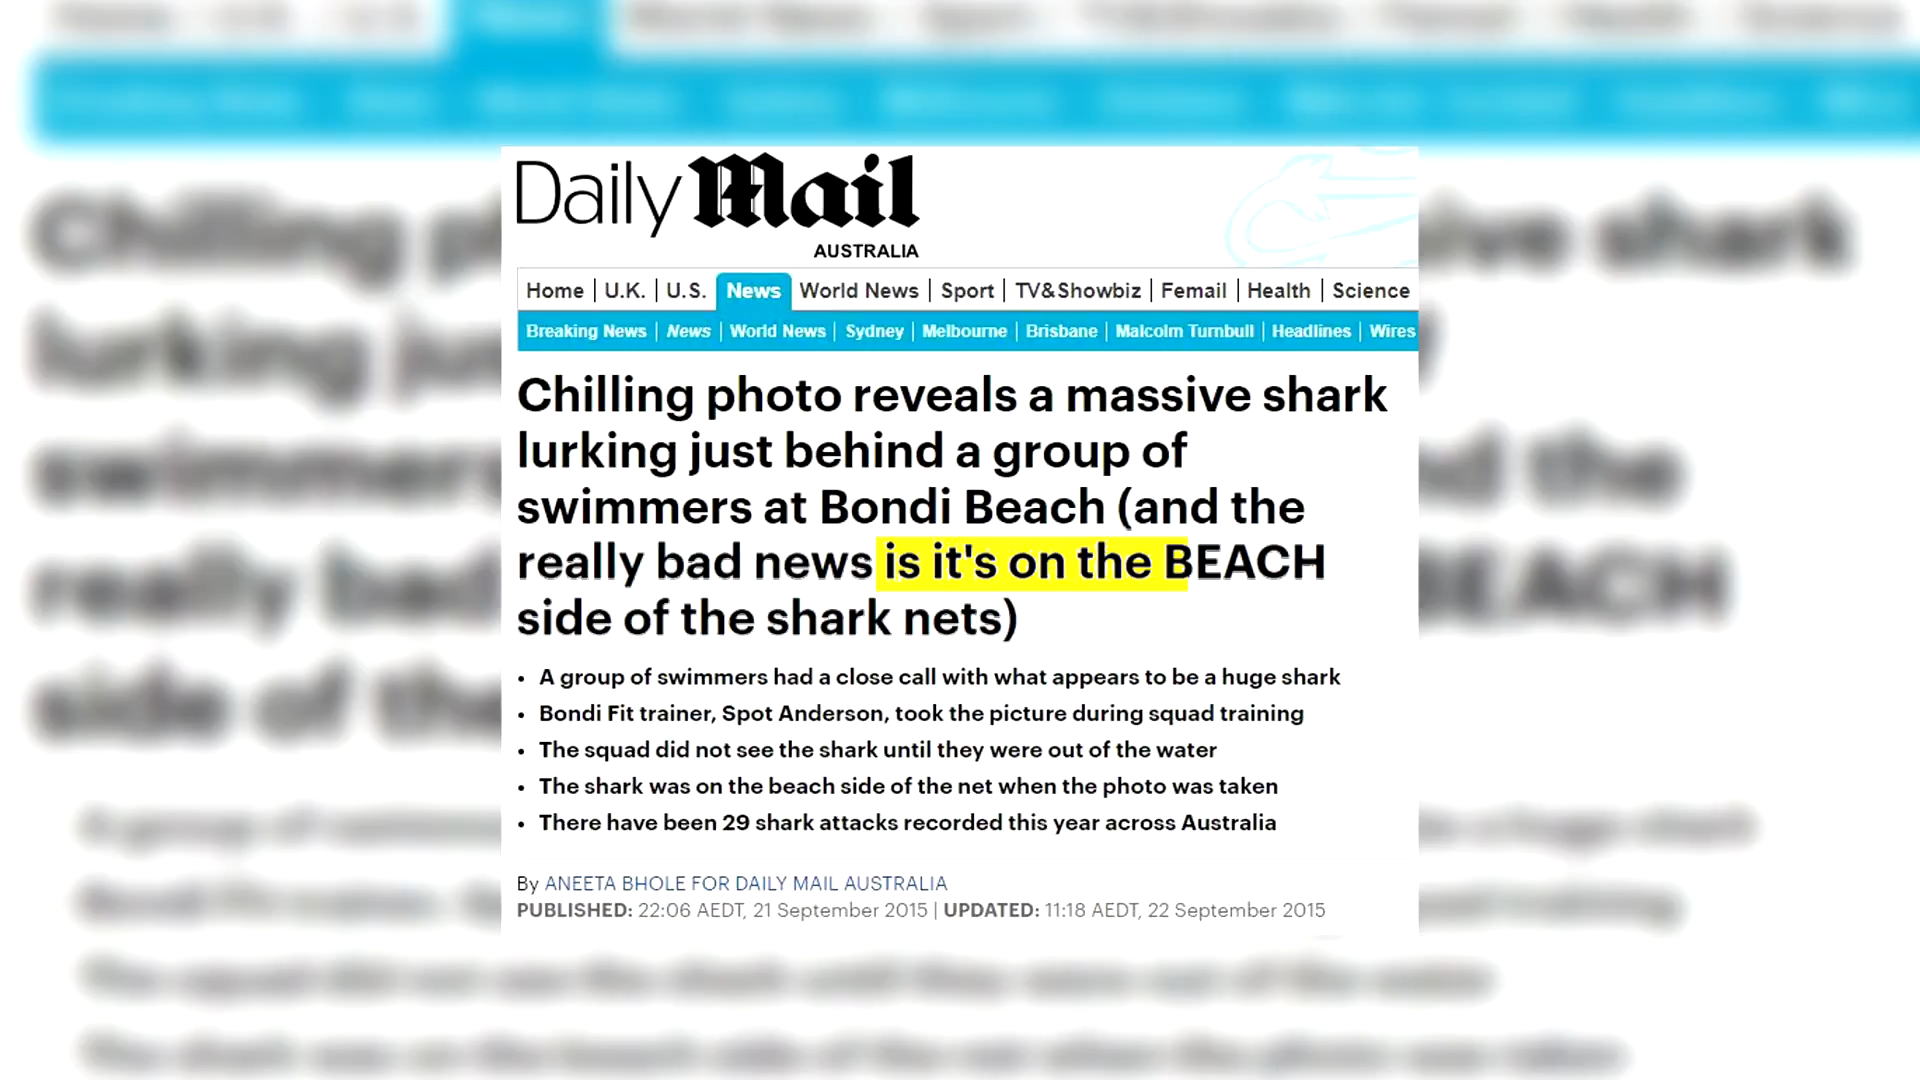 Daily Mail
AUSTRALIA
Home | U.K. | U.S. News World News | Sport | TV&Showbiz | Femail | Health | Science
Breaking News | News | World News | Sydney | Melbourne | Brisbane | Malcolm Turnbull | Headlines | Wires
Chilling photo reveals a massive shark
lurking just behind a group of
swimmers at Bondi Beach (and the
really bad news is it's on the BEACH
side of the shark nets)
• A group of swimmers had a close call with what appears to be a huge shark
• Bondi Fit trainer, Spot Anderson, took the picture during squad training
• The squad did not see the shark until they were out of the water
• The shark was on the beach side of the net when the photo was taken
• There have been 29 shark attacks recorded this year across Australia
By ANEETA BHOLE FOR DAILY MAIL AUSTRALIA
PUBLISHED: 22:06 AEDT, 21 September 2015 | UPDATED: 11:18 AEDT, 22 September 2015